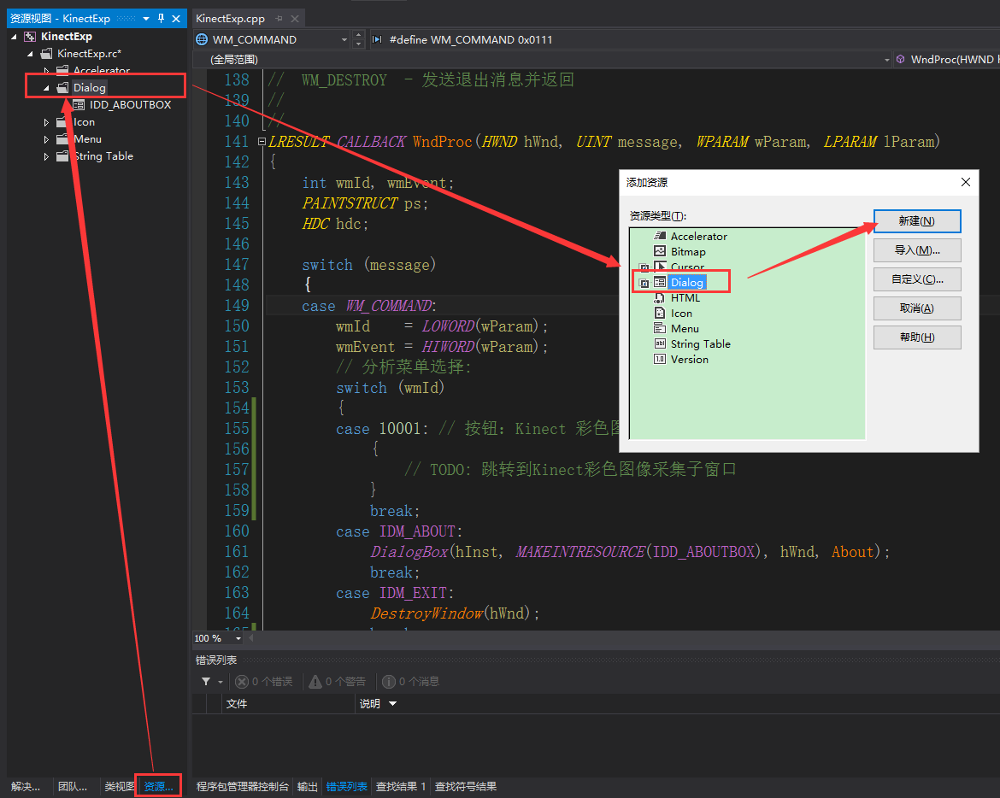 资源视图 - KinectExp
KinectExp
KinectExp.rc*
Accelerator
Dialog
IDD_ABOUTBOX
Icon
Menu
String Table
解决...
团队...
类视图
资源...
KinectExp.cpp
WM_COMMAND
#define WM_COMMAND 0x0111
(全局范围)
WndProc(HWND h
138 // WM_DESTROY - 发送退出消息并返回
139 //
140 //
141 LRESULT CALLBACK WndProc(HWND hWnd, UINT message, WPARAM wParam, LPARAM lParam)
142 {
143 int wmId, wmEvent;
144 PAINTSTRUCT ps;
145 HDC hdc;
146
147 switch (message)
148 {
149 case WM_COMMAND:
150 wmId = LOWORD(wParam);
151 wmEvent = HIWORD(wParam);
152 // 分析菜单选择:
153 switch (wmId)
154 {
155 case 10001: // 按钮: Kinect 彩色图
156 {
157 // TODO: 跳转到Kinect彩色图像采集子窗口
158 }
159 break;
160 case IDM_ABOUT:
161 DialogBox(hInst, MAKEINTRESOURCE(IDD_ABOUTBOX), hWnd, About);
162 break;
163 case IDM_EXIT:
164 DestroyWindow(hWnd);
添加资源
资源类型(T):
Accelerator
Bitmap
Cursor
Dialog
HTML
Icon
Menu
String Table
Version
新建(N)
导入(M)...
自定义(C)...
取消(A)
帮助(H)
100 %
错误列表
0 个错误
0 个警告
0 个消息
文件
说明
程序包管理器控制台
输出
错误列表
查找结果 1
查找符号结果